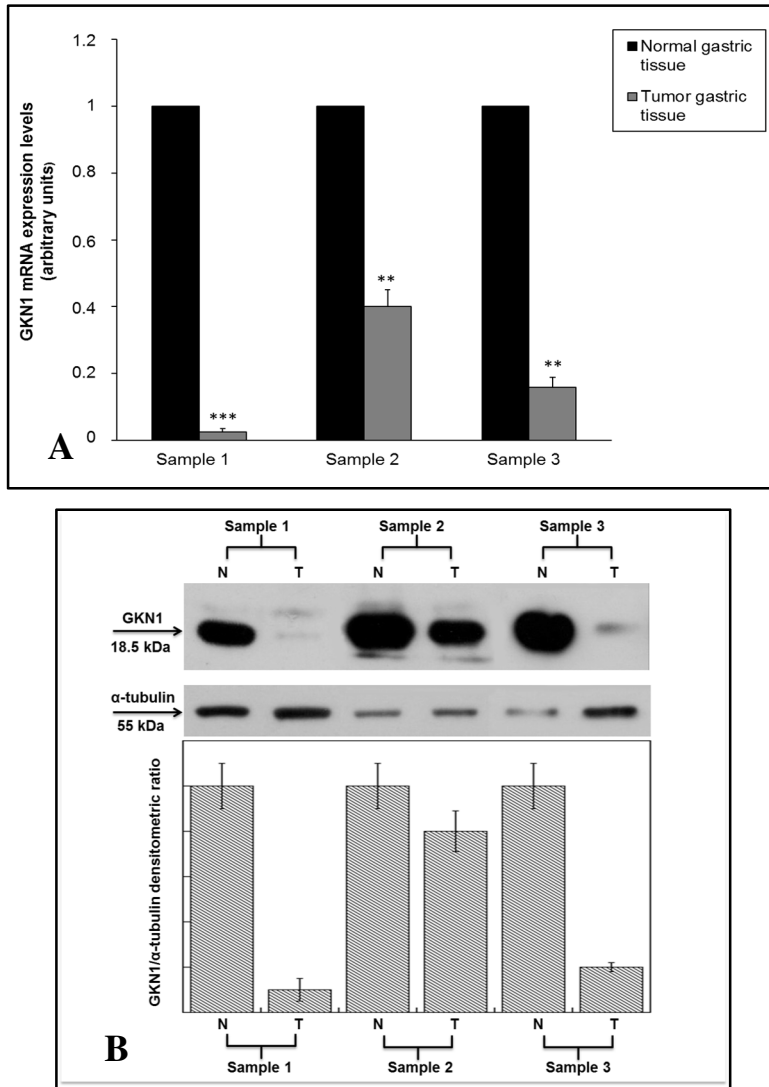 1.2
1
0.8
0.6
0.4
0.2
0
GKN1 mRNA expression levels
(arbitrary units)
Normal gastric
tissue
Tumor gastric
tissue
***
**
**
Sample 1 Sample 2 Sample 3
A
Sample 1 Sample 2 Sample 3
N T N T N T
GKN1
18.5 kDa
α-tubulin
55 kDa
GKN1/α-tubulin densitometric ratio
N T N T N T
Sample 1 Sample 2 Sample 3
B